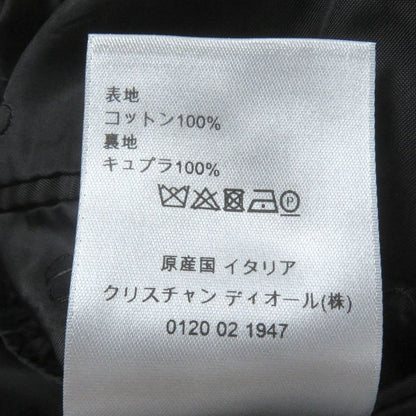 表地
コットン100%
裏地
キュプラ100%
P
原産国 イタリア
クリスチャン ディオール(株)
0120 02 1947